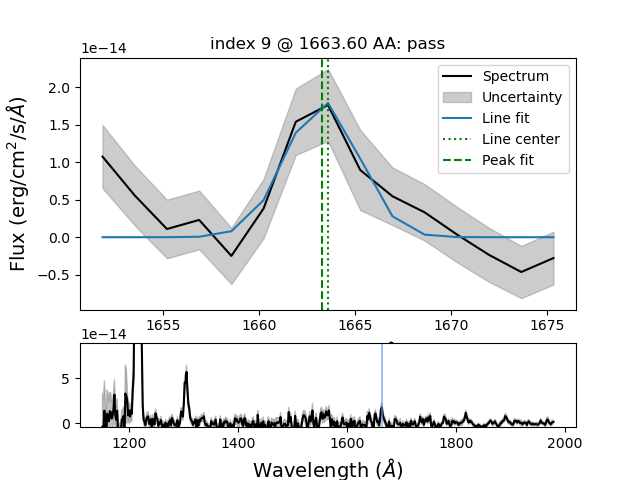 index 9 @ 1663.60 AA: pass
1e−14
2.0
1.5
1.0
0.5
0.0
−0.5
Flux (erg/cm²/s/Å)
Spectrum
Uncertainty
Line fit
Line center
Peak fit
1655 1660 1665 1670 1675
1e−14
5
0
1200 1400 1600 1800 2000
Wavelength (Å)